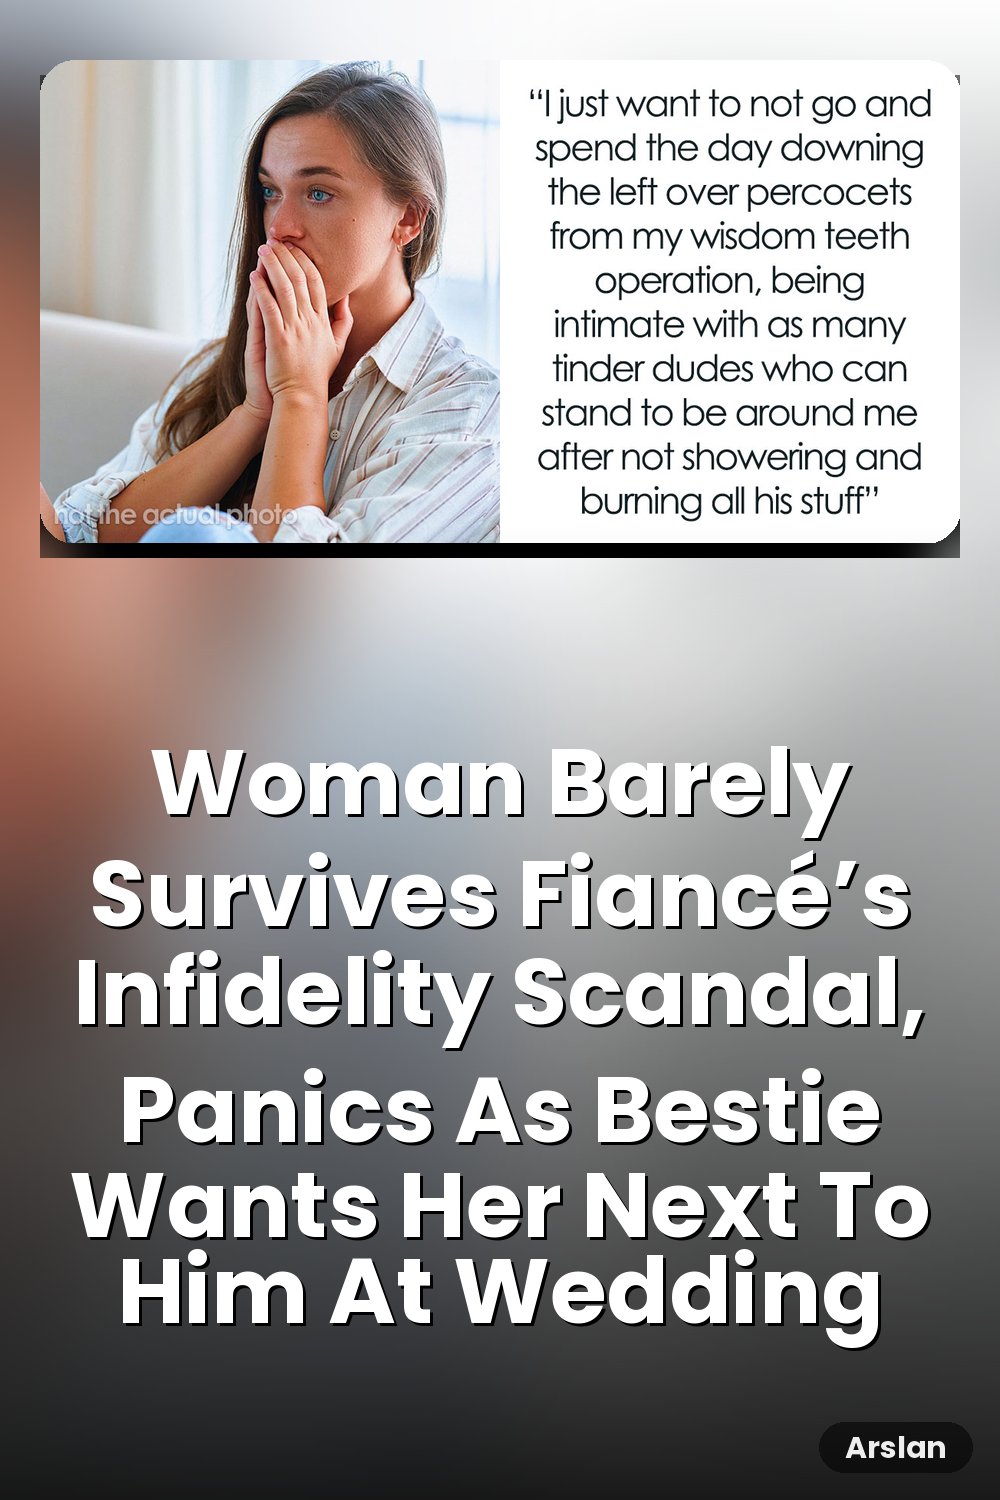 “I just want to not go and
spend the day downing
the left over percocets
from my wisdom teeth
operation, being
intimate with as many
tinder dudes who can
stand to be around me
after not showering and
burning all his stuff”
not the actual photo
Woman Barely
Survives Fiancé’s
Infidelity Scandal,
Panics As Bestie
Wants Her Next To
Him At Wedding
Arslan